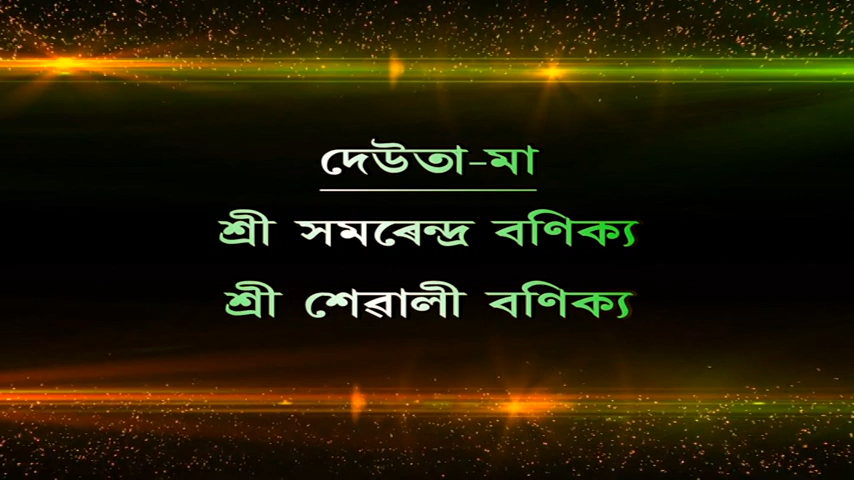 দেউতা-মা
শ্ৰী সমৰেন্দ্ৰ বণিক্য
শ্ৰী শেৱালী বণিক্য